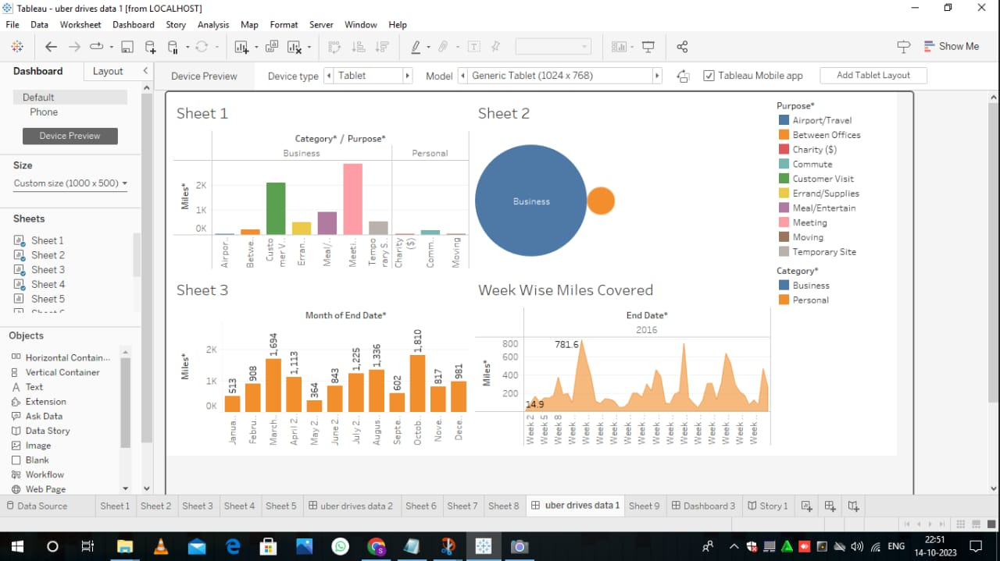 Tableau - uber drives data 1 [from LOCALHOST]
File Data Worksheet Dashboard Story Analysis Map Format Server Window Help
Show Me
Dashboard Layout
Default
Phone
Device Preview
Size
Custom size (1000 x 500)
Sheets
Sheet 1
Sheet 2
Sheet 3
Sheet 4
Sheet 5
Objects
Horizontal Contain...
Vertical Container
Text
Extension
Ask Data
Data Story
Image
Blank
Workflow
Web Page
Device Preview Device type Tablet Model Generic Tablet (1024 x 768) Tableau Mobile app Add Tablet Layout
Sheet 1
Category* / Purpose*
Business Personal
Miles*
2K
1K
0K
Airpor..
Betwe..
Custo
mer V..
Erran..
Meal/..
Meeti..
Tempo
rary S..
Charity
($)
Comm..
Moving
Sheet 2
Business
Purpose*
Airport/Travel
Between Offices
Charity ($)
Commute
Customer Visit
Errand/Supplies
Meal/Entertain
Meeting
Moving
Temporary Site
Category*
Business
Personal
Sheet 3
Month of End Date*
Miles*
2K
1K
0K
513
908
1,694
1,113
364
843
1,225
1,336
602
1,810
817
981
Janua..
Febru..
March..
April 2..
May 2..
June 2..
July 2..
Augus..
Septe..
Octob..
Nove..
Dece..
Week Wise Miles Covered
End Date*
2016
Miles*
800
600
400
200
781.6
14.9
Week 2
Week 5
Week 8
Week ..
Week ..
Week ..
Week ..
Week ..
Week ..
Week ..
Week ..
Week ..
Week ..
Week ..
Week ..
Week ..
Week ..
Data Source Sheet 1 Sheet 2 Sheet 3 Sheet 4 Sheet 5 uber drives data 2 Sheet 6 Sheet 7 Sheet 8 uber drives data 1 Sheet 9 Dashboard 3 Story 1
ENG
22:51
14-10-2023